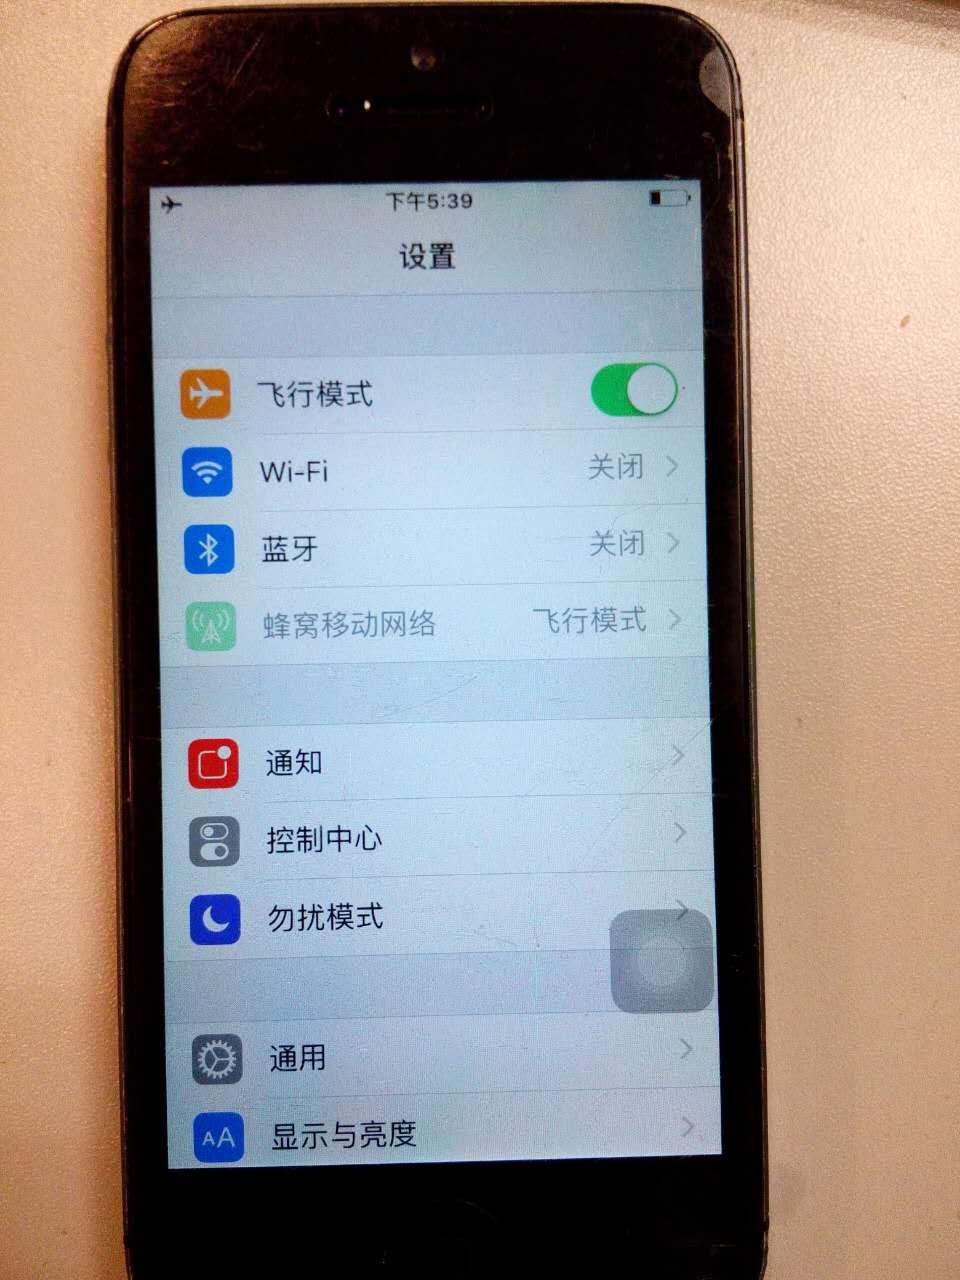 下午5:39
设置
飞行模式
Wi-Fi 关闭
蓝牙 关闭
蜂窝移动网络 飞行模式
通知
控制中心
勿扰模式
通用
AA 显示与亮度